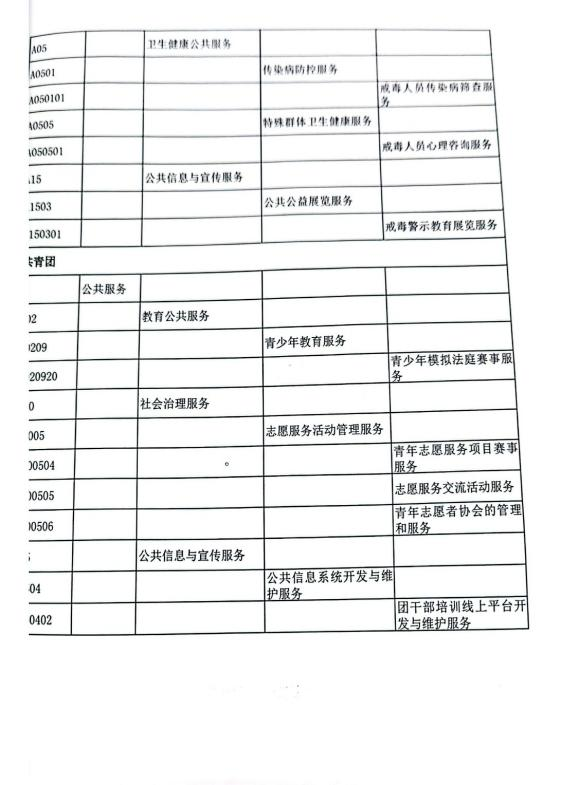 A05 卫生健康公共服务
A0501 传染病防控服务
A050101 戒毒人员传染病筛查服
务
A0505 特殊群体卫生健康服务
A050501 戒毒人员心理咨询服务
15 公共信息与宣传服务
1503 公共公益展览服务
150301 戒毒警示教育展览服务
共青团
公共服务
02 教育公共服务
0209 青少年教育服务
020920 青少年模拟法庭赛事服
务
0 社会治理服务
005 志愿服务活动管理服务
00504 青年志愿服务项目赛事
服务
00505 志愿服务交流活动服务
00506 青年志愿者协会的管理
和服务
公共信息与宣传服务
04 公共信息系统开发与维
护服务
0402 团干部培训线上平台开
发与维护服务